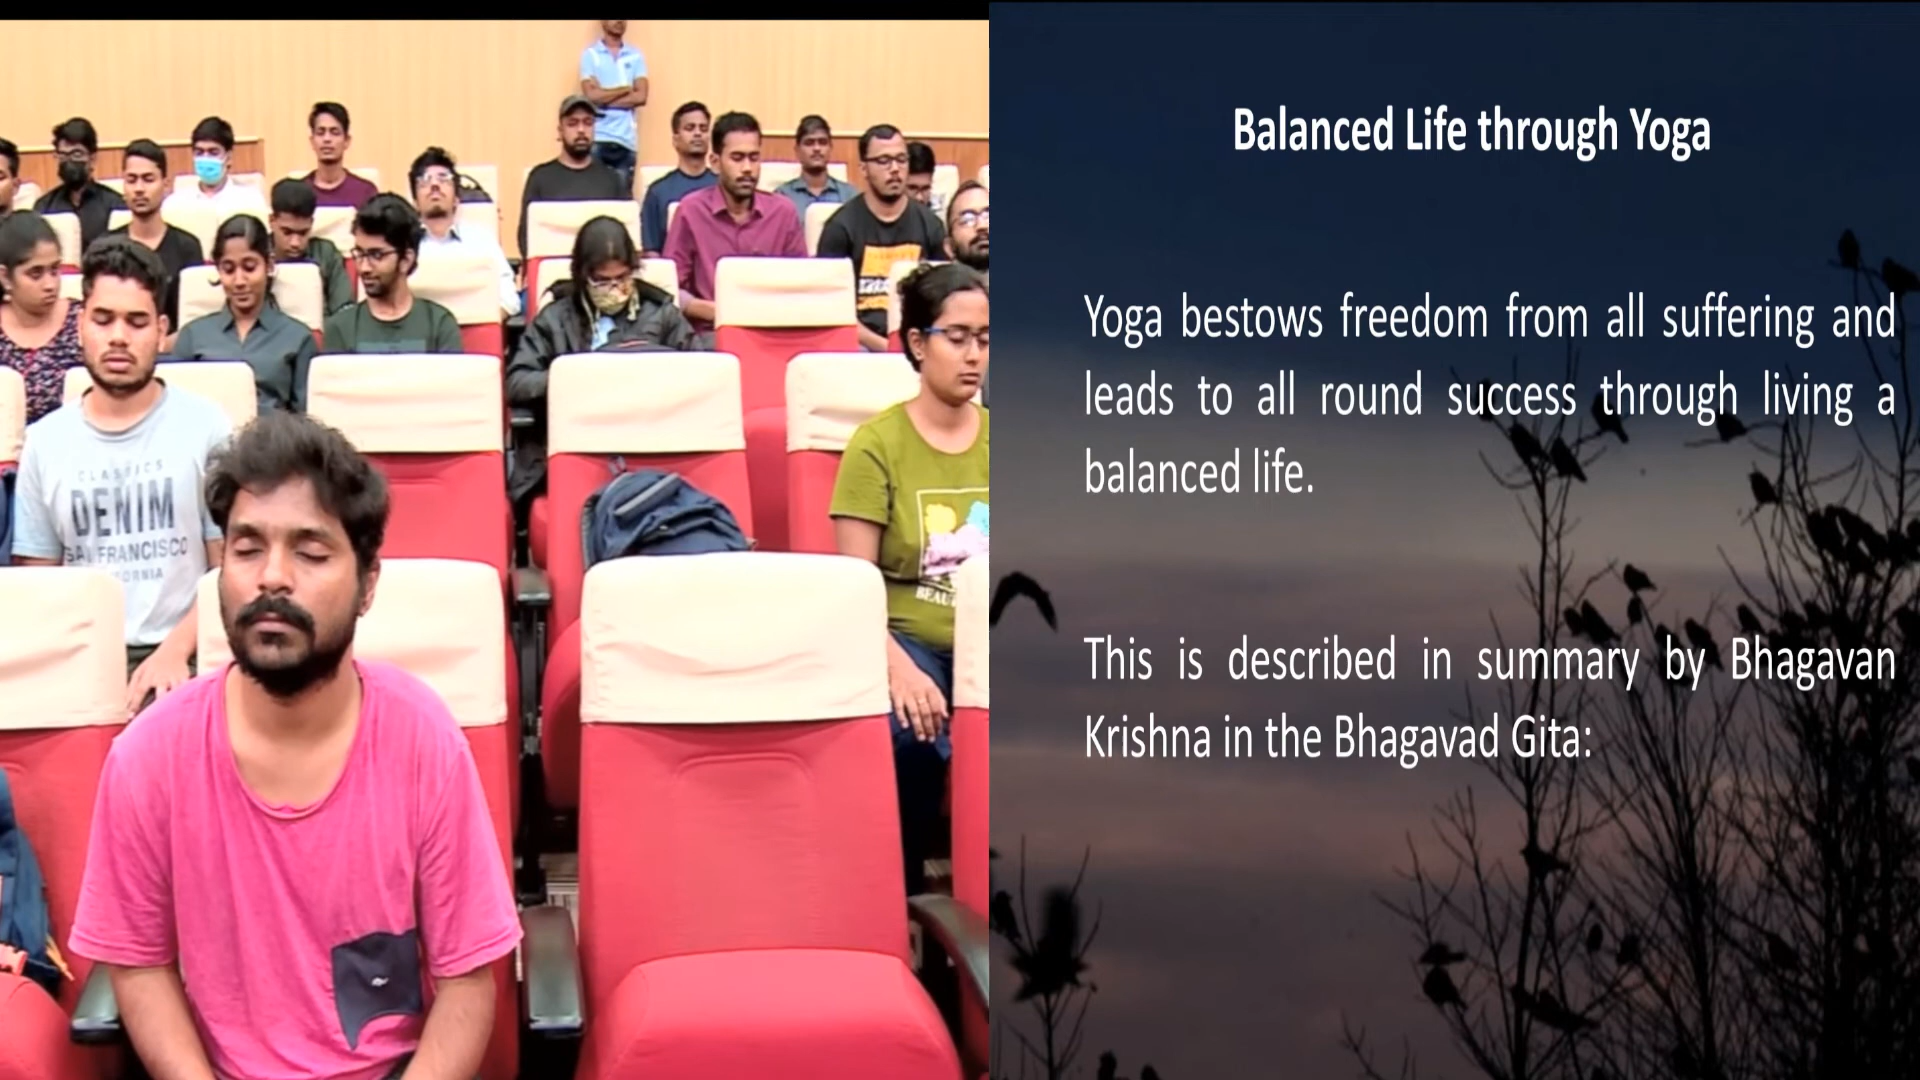 CLASSICS
DENIM
FRANCISCO
Balanced Life through Yoga
Yoga bestows freedom from all suffering and
leads to all round success through living a
balanced life.
This is described in summary by Bhagavan
Krishna in the Bhagavad Gita: